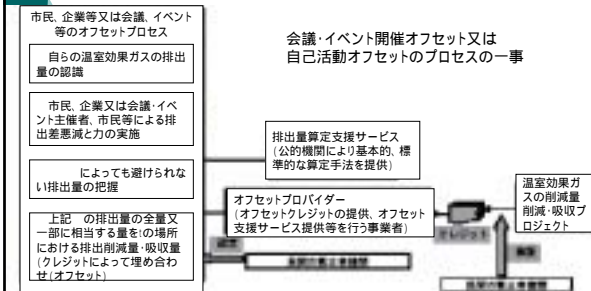 市民、企業等又は会議、イベント
等のオフセットプロセス
自らの温室効果ガスの排出
量の認識
市民、企業又は会議・イベ
ント主催者、市民等による排
出差悪減と力の実施
によっても避けられな
い排出量の把握
上記 の排出量の全量又
一部に相当する量を!の場所
における排出削減量・吸収量
(クレジットによって埋め合わ
せ(オフセット)
会議・イベント開催オフセット又は
自己活動オフセットのプロセスの一事
排出量算定支援サービス
(公的機関により基本的、標
準的な算定手法を提供)
オフセットプロバイダー
(オフセットクレジットの提供、オフセット
支援サービス提供等を行う事業者)
クレジット
温室効果ガ
スの削減量
削減・吸収プ
ロジェクト